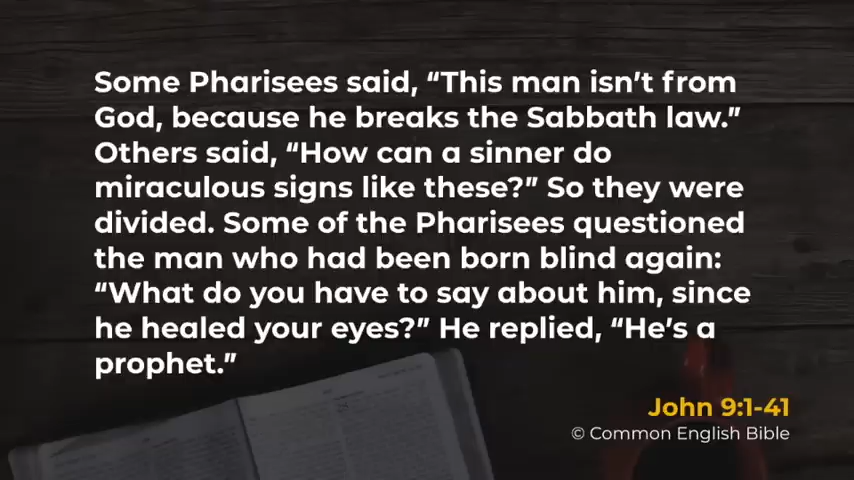 Some Pharisees said, “This man isn’t from
God, because he breaks the Sabbath law.”
Others said, “How can a sinner do
miraculous signs like these?” So they were
divided. Some of the Pharisees questioned
the man who had been born blind again:
“What do you have to say about him, since
he healed your eyes?” He replied, “He’s a
prophet.”
John 9:1-41
© Common English Bible